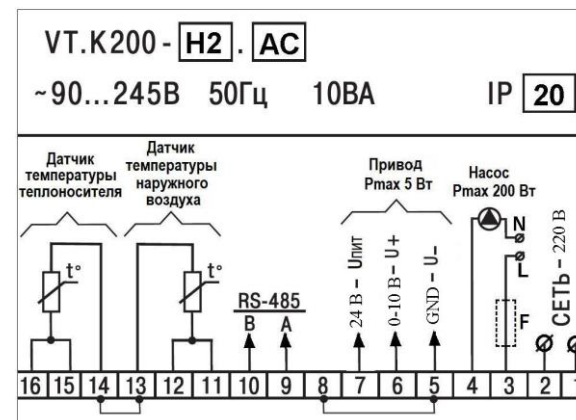 VT.K200 - H2 . AC
~90...245В 50Гц 10ВА IP 20
Датчик
температуры
теплоносителя
Датчик
температуры
наружного
воздуха
Привод
Pmax 5 Вт
Насос
Pmax 200 Вт
t°
t°
RS-485
B A
24 В – Uпит
0-10 В – U+
GND – U-
N
L
F
СЕТЬ – 220 В
16 15 14 13 12 11 10 9 8 7 6 5 4 3 2 1